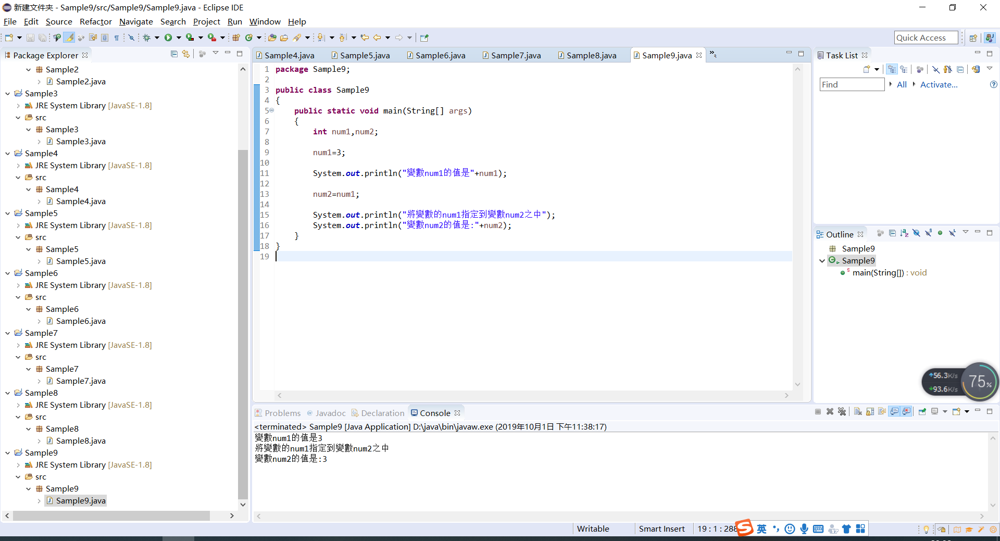 新建文件夹 - Sample9/src/Sample9/Sample9.java - Eclipse IDE
File Edit Source Refactor Navigate Search Project Run Window Help
Quick Access
Package Explorer
Sample2
Sample2.java
Sample3
JRE System Library [JavaSE-1.8]
src
Sample3
Sample3.java
Sample4
JRE System Library [JavaSE-1.8]
src
Sample4
Sample4.java
Sample5
JRE System Library [JavaSE-1.8]
src
Sample5
Sample5.java
Sample6
JRE System Library [JavaSE-1.8]
src
Sample6
Sample6.java
Sample7
JRE System Library [JavaSE-1.8]
src
Sample7
Sample7.java
Sample8
JRE System Library [JavaSE-1.8]
src
Sample8
Sample8.java
Sample9
JRE System Library [JavaSE-1.8]
src
Sample9
Sample9.java
Sample4.java Sample5.java Sample6.java Sample7.java Sample8.java Sample9.java »3
1 package Sample9;
2
3 public class Sample9
4 {
5 public static void main(String[] args)
6 {
7 int num1,num2;
8
9 num1=3;
10
11 System.out.println("變數num1的值是"+num1);
12
13 num2=num1;
14
15 System.out.println("將變數的num1指定到變數num2之中");
16 System.out.println("變數num2的值是:"+num2);
17 }
18 }
19
Task List
Find All Activate...
Outline
Sample9
Sample9
main(String[]) : void
56.3K/s
93.6K/s
75%
Problems Javadoc Declaration Console
<terminated> Sample9 [Java Application] D:\java\bin\javaw.exe (2019年10月1日 下午11:38:17)
變數num1的值是3
將變數的num1指定到變數num2之中
變數num2的值是:3
Writable Smart Insert 19 : 1 : 288 英